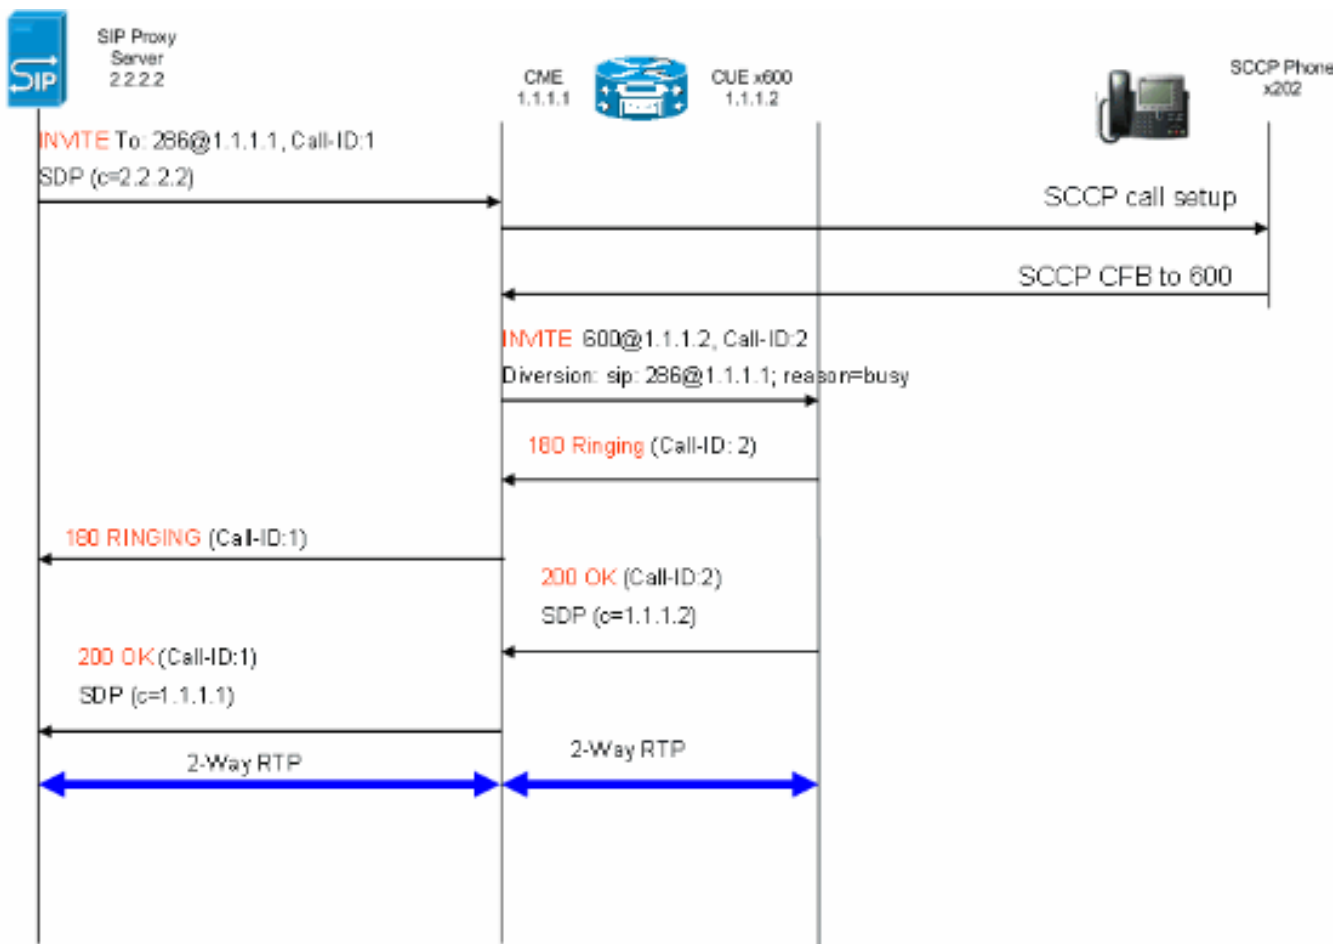 SIP Proxy
Server
2.2.2.2
SIP
CME
1.1.1.1
CUE x600
1.1.1.2
SCCP Phone
x202
INVITE To: 286@1.1.1.1, Call-ID:1
SDP (c=2.2.2.2)
SCCP call setup
SCCP CFB to 600
INVITE 600@1.1.1.2, Call-ID:2
Diversion: sip: 286@1.1.1.1; reason=busy
180 Ringing (Call-ID: 2)
180 RINGING (Call-ID:1)
200 OK (Call-ID:2)
SDP (c=1.1.1.2)
200 OK (Call-ID:1)
SDP (c=1.1.1.1)
2-Way RTP
2-Way RTP